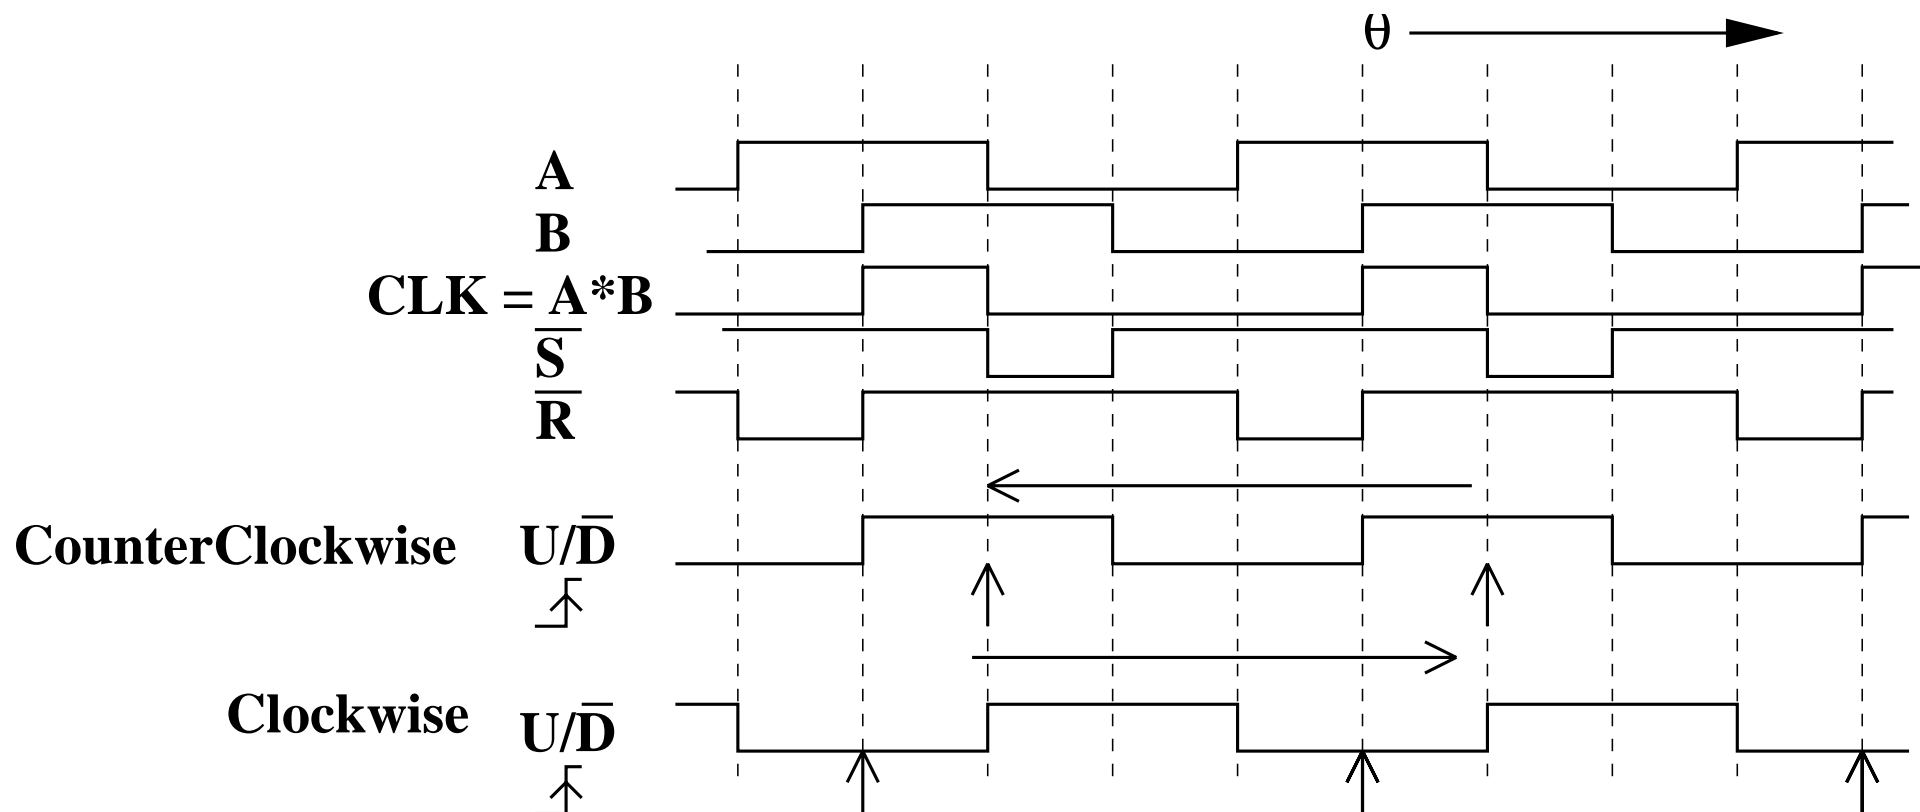 θ
A
B
CLK = A*B
S̅
R̅
CounterClockwise U/D̅
Clockwise U/D̅